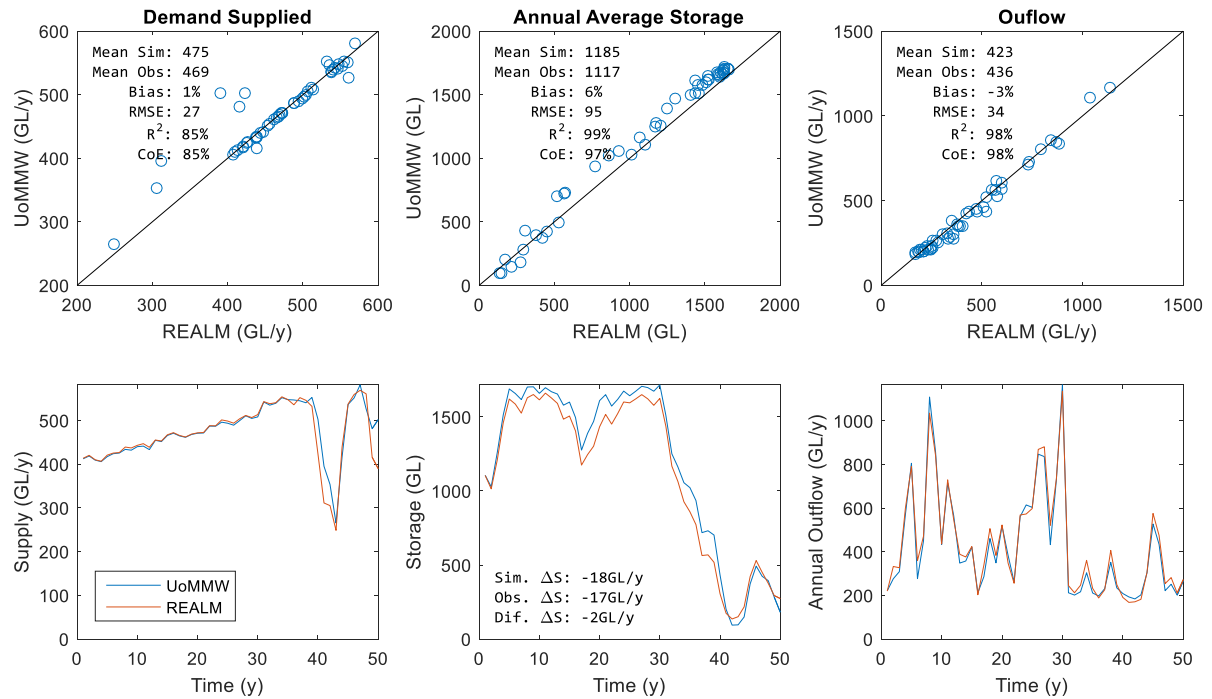 Demand Supplied
Mean Sim: 475
Mean Obs: 469
Bias: 1%
RMSE: 27
R²: 85%
CoE: 85%
UoMMW (GL/y)
600
500
400
300
200
200 300 400 500 600
REALM (GL/y)
Annual Average Storage
Mean Sim: 1185
Mean Obs: 1117
Bias: 6%
RMSE: 95
R²: 99%
CoE: 97%
UoMMW (GL)
2000
1500
1000
500
0
0 500 1000 1500 2000
REALM (GL)
Ouflow
Mean Sim: 423
Mean Obs: 436
Bias: -3%
RMSE: 34
R²: 98%
CoE: 98%
UoMMW (GL/y)
1500
1000
500
0
0 500 1000 1500
REALM (GL/y)
Supply (GL/y)
500
400
300
200
100
0
UoMMW
REALM
0 10 20 30 40 50
Time (y)
Storage (GL)
1500
1000
500
0
Sim. ΔS: -18GL/y
Obs. ΔS: -17GL/y
Dif. ΔS: -2GL/y
0 10 20 30 40 50
Time (y)
Annual Outflow (GL/y)
1000
800
600
400
200
0
0 10 20 30 40 50
Time (y)